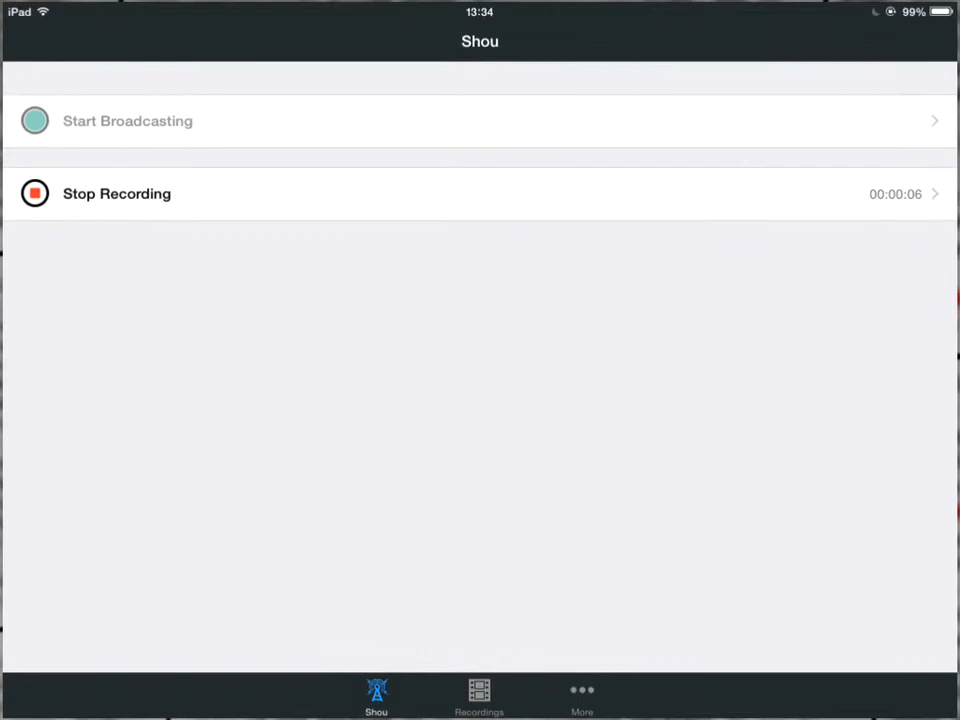 iPad 13:34 99%
Shou
Start Broadcasting
Stop Recording 00:00:06
Shou Recordings More